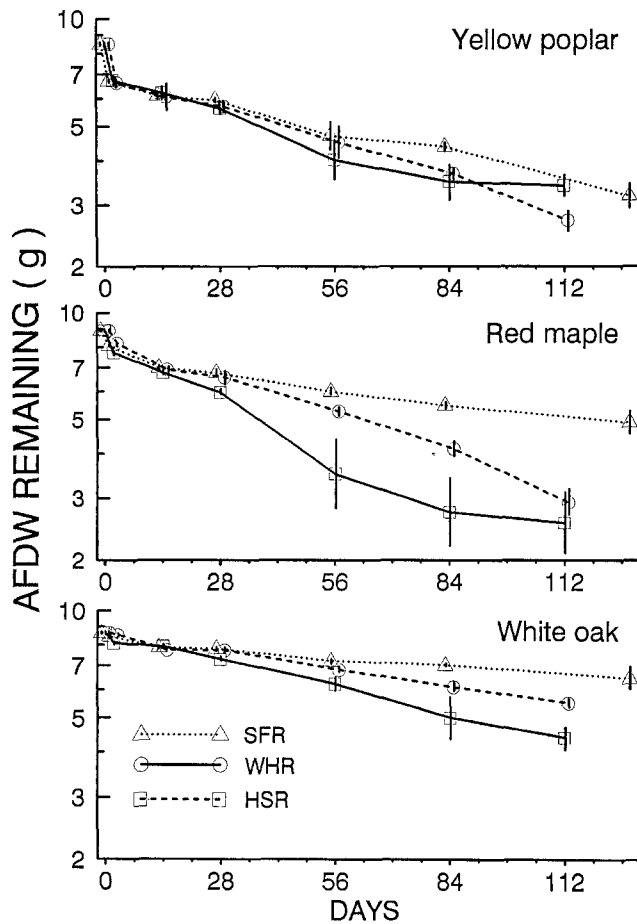 AFDW REMAINING ( g )
Yellow poplar
10
7
5
3
2
0 28 56 84 112
Red maple
10
7
5
3
2
0 28 56 84 112
White oak
10
7
5
3
2
SFR
WHR
HSR
0 28 56 84 112
DAYS